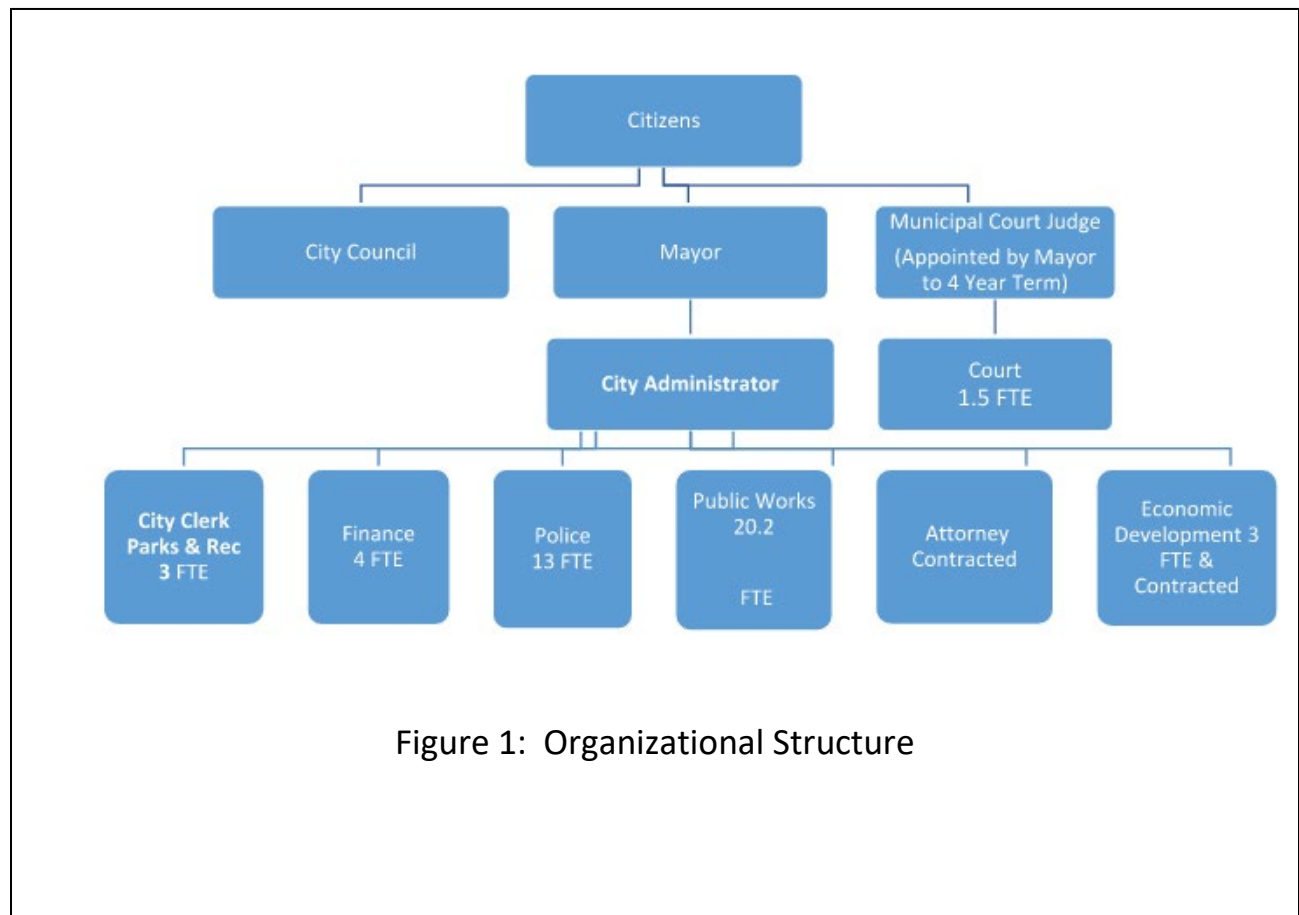 Citizens
City Council
Mayor
Municipal Court Judge
(Appointed by Mayor
to 4 Year Term)
City Administrator
Court
1.5 FTE
City Clerk
Parks & Rec
3 FTE
Finance
4 FTE
Police
13 FTE
Public Works
20.2
FTE
Attorney
Contracted
Economic
Development 3
FTE &
Contracted
Figure 1: Organizational Structure